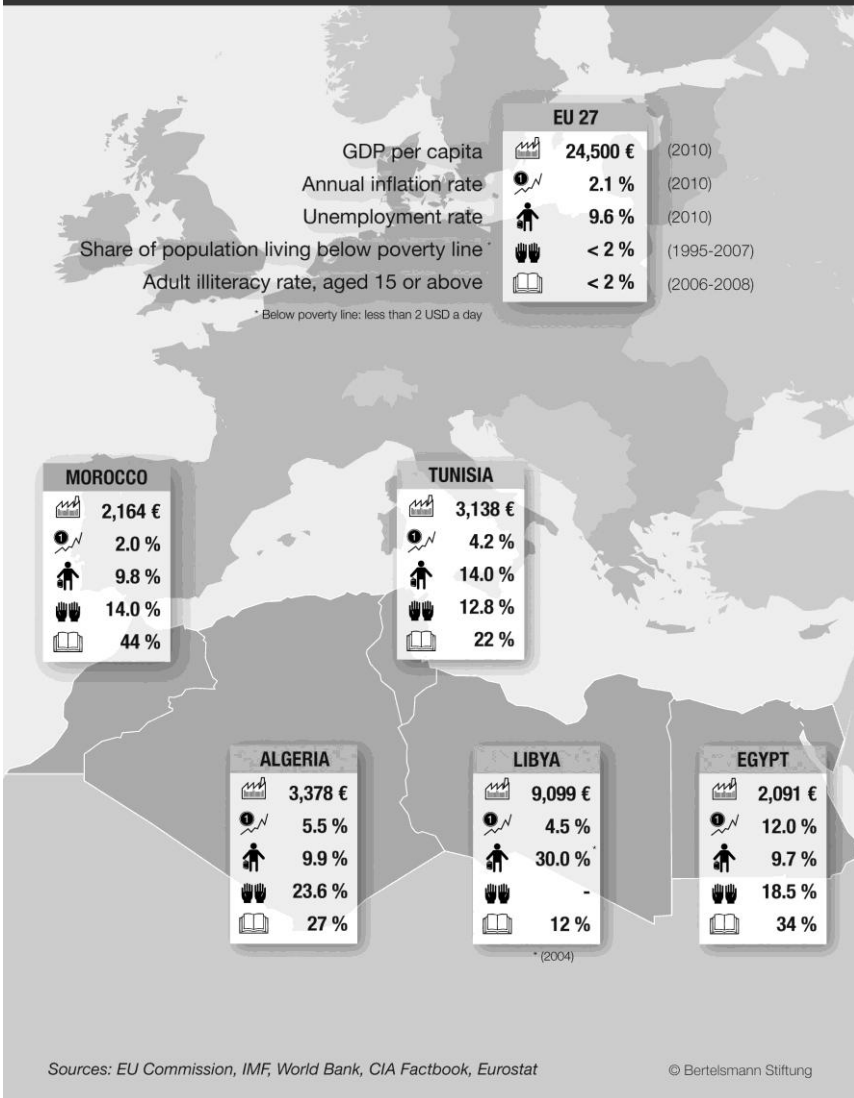 EU 27
GDP per capita 24,500 € (2010)
Annual inflation rate 2.1 % (2010)
Unemployment rate 9.6 % (2010)
Share of population living below poverty line * < 2 % (1995-2007)
Adult illiteracy rate, aged 15 or above < 2 % (2006-2008)
* Below poverty line: less than 2 USD a day
MOROCCO
2,164 €
1 2.0 %
9.8 %
14.0 %
44 %
TUNISIA
3,138 €
1 4.2 %
14.0 %
12.8 %
22 %
ALGERIA
3,378 €
1 5.5 %
9.9 %
23.6 %
27 %
LIBYA
9,099 €
1 4.5 %
30.0 % *
-
12 %
* (2004)
EGYPT
2,091 €
1 12.0 %
9.7 %
18.5 %
34 %
Sources: EU Commission, IMF, World Bank, CIA Factbook, Eurostat
© Bertelsmann Stiftung